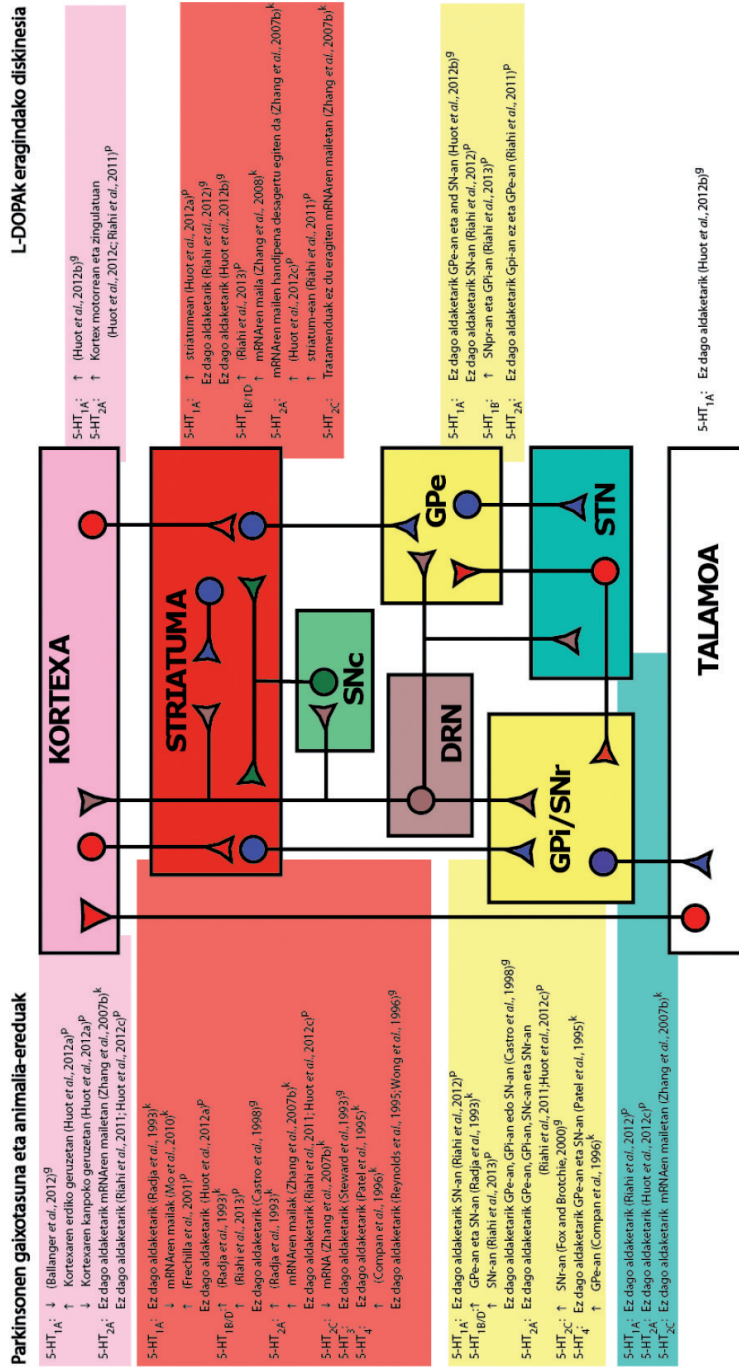 Parkinsonen gaixotasuna eta animalia-ereduak
5-HT1A: ↓ (Ballanger et al., 2012)g
↑ Kortexaren erdiko geruzetan (Huot et al., 2012a)p
↓ Kortexaren kanpoko geruzetan (Huot et al., 2012a)p
5-HT2A: Ez dago aldaketarik mRNAren mailetan (Zhang et al., 2007b)k
Ez dago aldaketarik (Riahi et al., 2011; Huot et al., 2012c)p
5-HT1A: Ez dago aldaketarik (Radja et al., 1993)k
↓ mRNAren mailak (Mo et al., 2010)k
↑ (Frechilla et al., 2001)p
Ez dago aldaketarik (Huot et al., 2012a)p
5-HT1B/D: ↑ (Radja et al., 1993)k
↑ (Riahi et al., 2013)p
Ez dago aldaketarik (Castro et al., 1998)g
5-HT2A: ↑ (Radja et al., 1993)k
↑ mRNAren mailak (Zhang et al., 2007b)k
Ez dago aldaketarik (Riahi et al., 2011; Huot et al., 2012c)p
5-HT2C: ↓ mRNA (Zhang et al., 2007b)k
5-HT3: Ez dago aldaketarik (Steward et al., 1993)g
5-HT4: Ez dago aldaketarik (Patel et al., 1995)k
↑ (Compan et al., 1996)k
Ez dago aldaketarik (Reynolds et al., 1995; Wong et al., 1996)g
5-HT1A: Ez dago aldaketarik SN-an (Riahi et al., 2012)p
5-HT1B/D: ↑ GPe-an eta SN-an (Radja et al., 1993)k
↑ SNr-an (Riahi et al., 2013)p
Ez dago aldaketarik GPe-an, GPi-an edo SN-an (Castro et al., 1998)g
5-HT2A: Ez dago aldaketarik GPe-an, GPi-an, SNc-an eta SNr-an
(Riahi et al., 2011; Huot et al., 2012c)p
5-HT2C: ↑ SNr-an (Fox and Brotchie, 2000)g
5-HT4: Ez dago aldaketarik GPe-an eta SN-an (Patel et al., 1995)k
↑ GPe-an (Compan et al., 1996)k
5-HT1A: Ez dago aldaketarik (Riahi et al., 2012)p
5-HT2A: Ez dago aldaketarik (Huot et al., 2012c)p
5-HT2C: Ez dago aldaketarik mRNAren mailetan (Zhang et al., 2007b)k
KORTEXA
STRIATUMA
SNc
DRN
GPe
GPi/SNr
STN
TALAMOA
L-DOPAk eragindako diskinesia
5-HT1A: ↑ (Huot et al., 2012b)g
5-HT2A: ↑ Kortex motorrean eta zingulatuan
(Huot et al., 2012c; Riahi et al., 2011)p
5-HT1A: ↑ striatumean (Huot et al., 2012a)p
Ez dago aldaketarik (Riahi et al., 2012)g
Ez dago aldaketarik (Huot et al., 2012b)g
5-HT1B/1D ↑ (Riahi et al., 2013)p
↑ mRNAren maila (Zhang et al., 2008)k
5-HT2A: mRNAren mailen handipena desagertu egiten da (Zhang et al., 2007b)k
↑ (Huot et al., 2012c)p
↑ striatum-ean (Riahi et al., 2011)p
5-HT2C: Tratamenduak ez du eragiten mRNAren mailetan (Zhang et al., 2007b)k
5-HT1A: Ez dago aldaketarik GPe-an eta and SN-an (Huot et al., 2012b)g
Ez dago aldaketarik SN-an (Riahi et al., 2012)p
5-HT1B: ↑ SNpr-an eta GPi-an (Riahi et al., 2013)p
5-HT2A: Ez dago aldaketarik Gpi-an ez eta GPe-an (Riahi et al., 2011)p
5-HT1A: Ez dago aldaketarik (Huot et al., 2012b)g